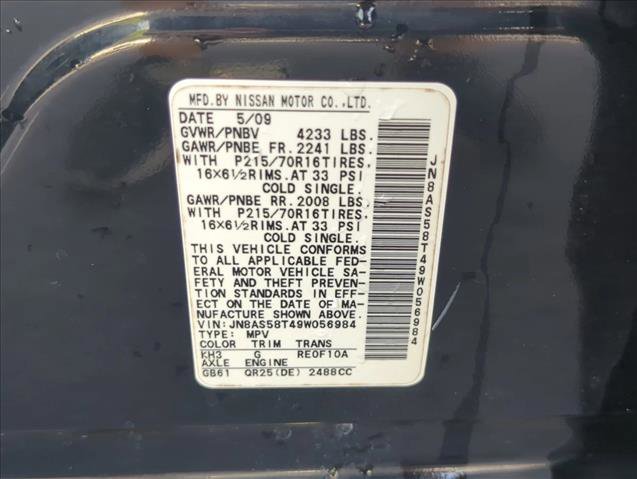 MFD.BY NISSAN MOTOR CO.,LTD.
DATE 5/09
GVWR/PNBV 4233 LBS.
GAWR/PNBE FR. 2241 LBS.
WITH P215/70R16TIRES.
16X6½RIMS.AT 33 PSI
COLD SINGLE.
GAWR/PNBE RR. 2008 LBS.
WITH P215/70R16TIRES.
16X6½RIMS.AT 33 PSI
COLD SINGLE.
THIS VEHICLE CONFORMS
TO ALL APPLICABLE FED-
ERAL MOTOR VEHICLE SA-
FETY AND THEFT PREVEN-
TION STANDARDS IN EFF-
ECT ON THE DATE OF MA-
NUFACTURE SHOWN ABOVE.
VIN: JN8AS58T49W056984
TYPE: MPV
COLOR TRIM TRANS
KH3 G RE0F10A
AXLE ENGINE
GB61 QR25(DE) 2488CC
JN8AS58T49W056984